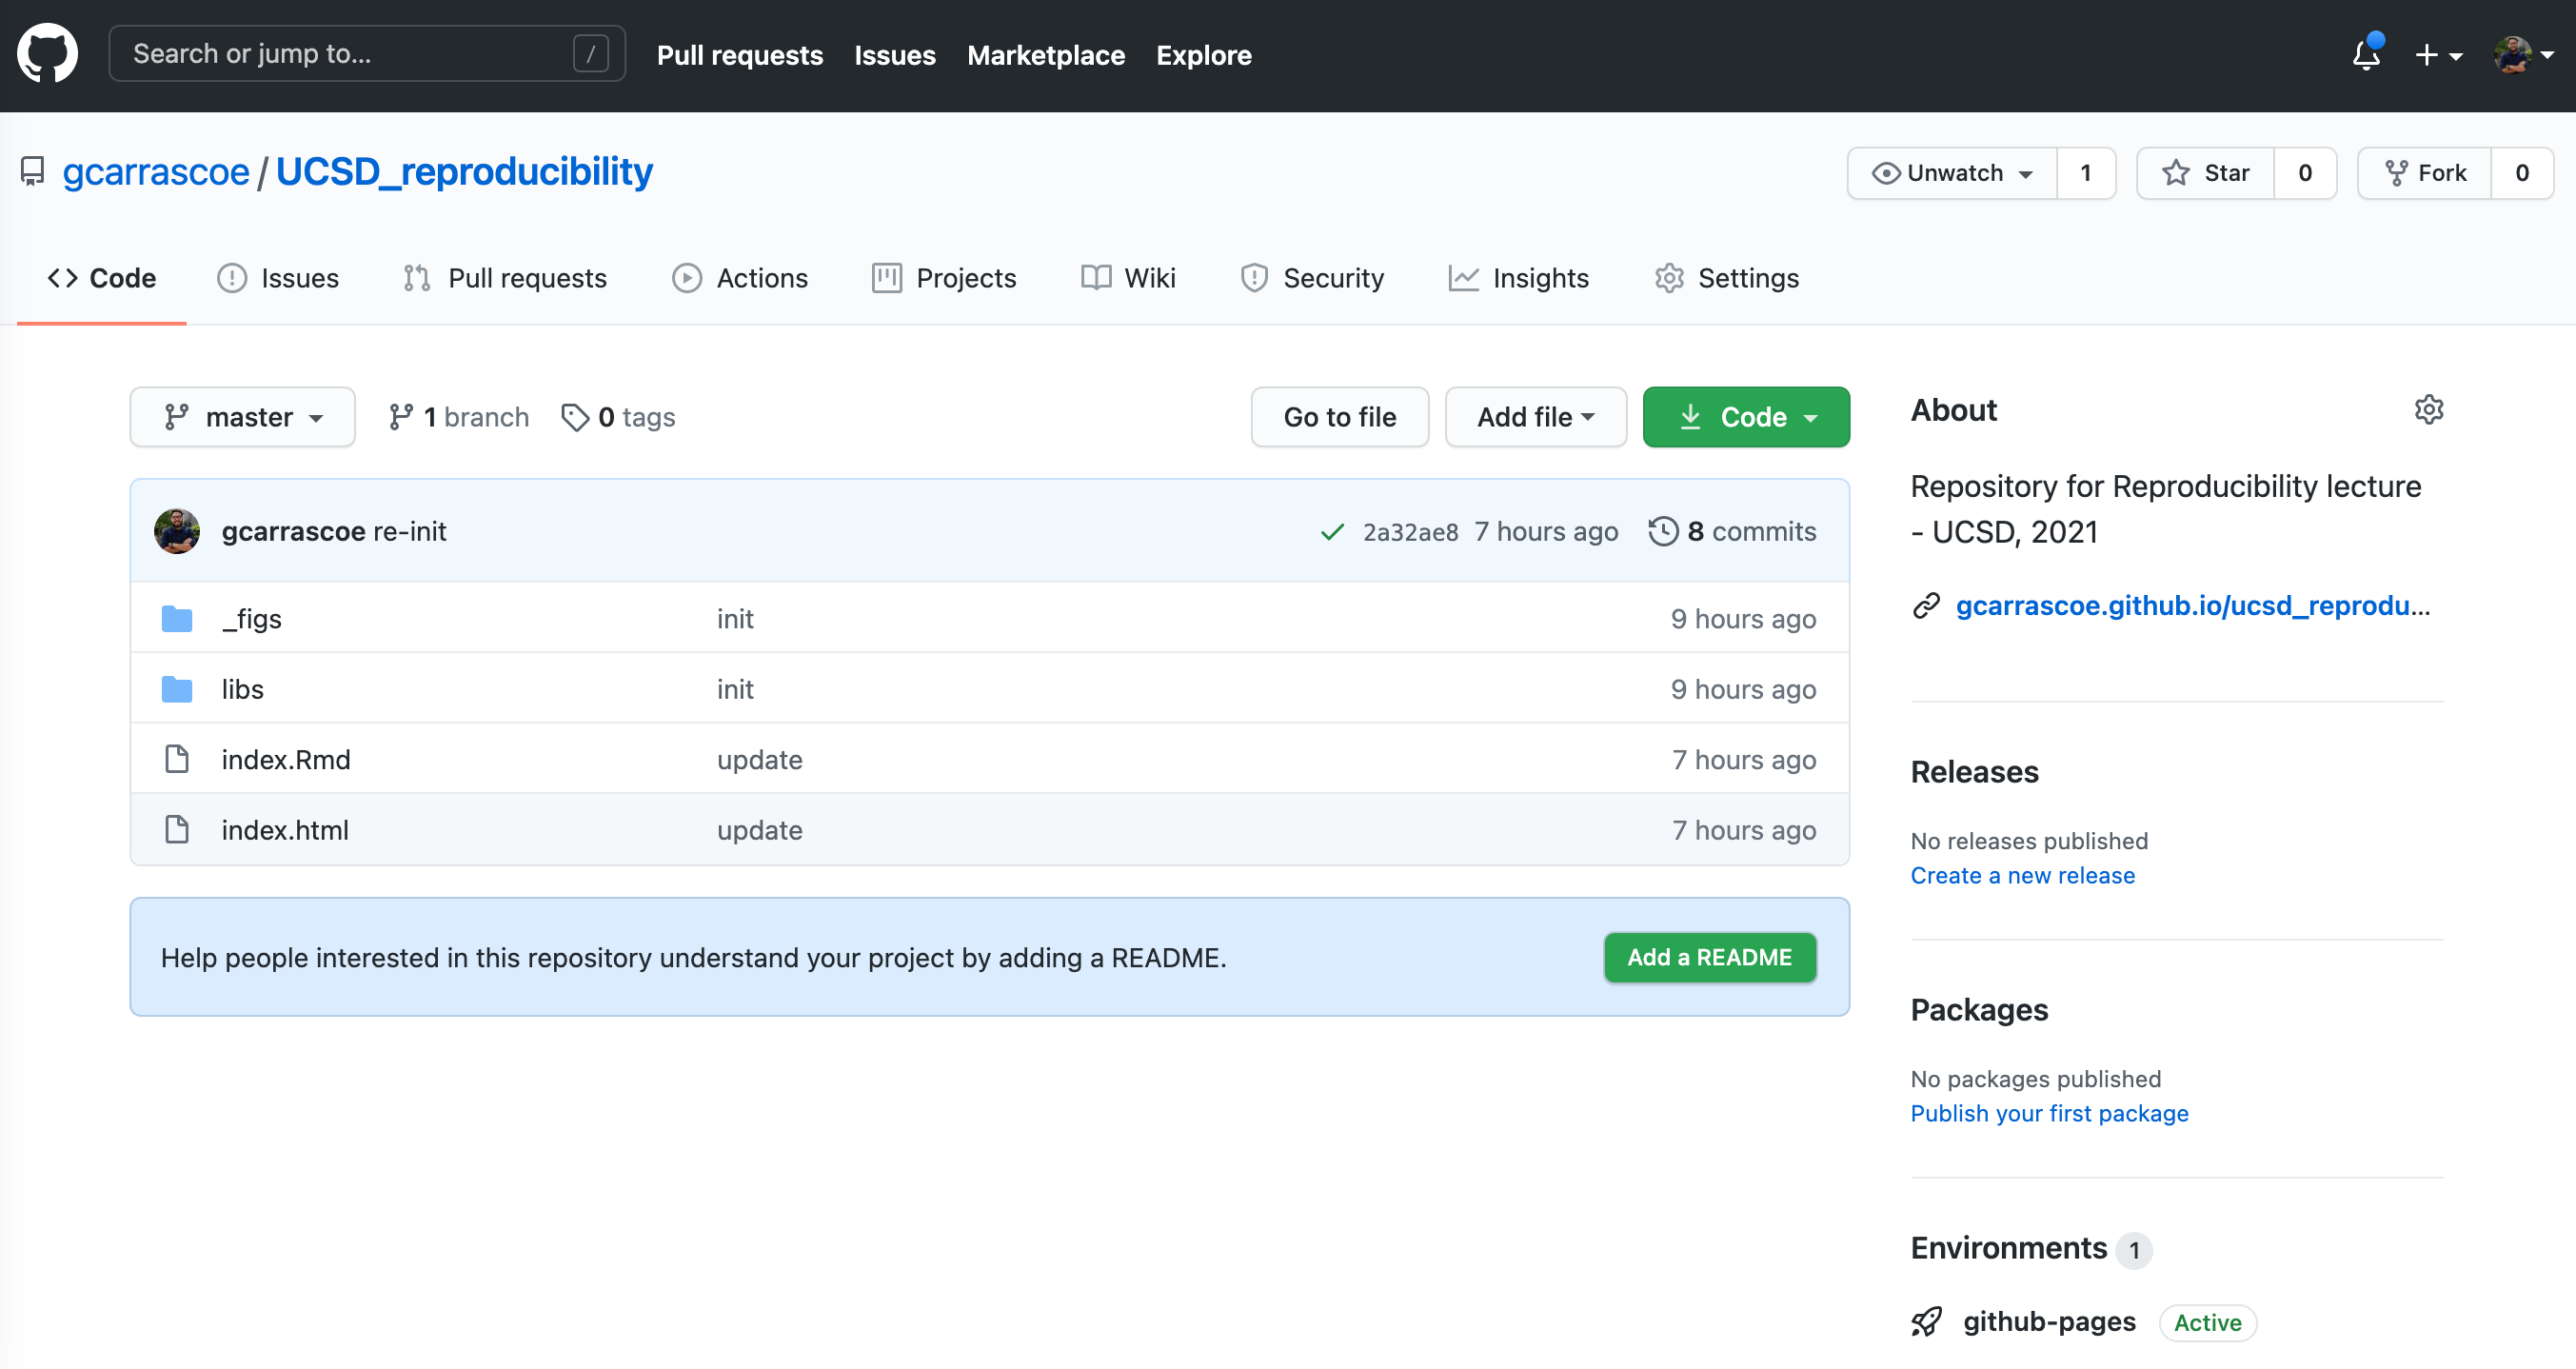 Search or jump to... /
Pull requests Issues Marketplace Explore
gcarrascoe / UCSD_reproducibility
Unwatch 1 Star 0 Fork 0
Code Issues Pull requests Actions Projects Wiki Security Insights Settings
master 1 branch 0 tags Go to file Add file Code
gcarrascoe re-init 2a32ae8 7 hours ago 8 commits
_figs init 9 hours ago
libs init 9 hours ago
index.Rmd update 7 hours ago
index.html update 7 hours ago
Help people interested in this repository understand your project by adding a README. Add a README
About
Repository for Reproducibility lecture
- UCSD, 2021
gcarrascoe.github.io/ucsd_reprodu...
Releases
No releases published
Create a new release
Packages
No packages published
Publish your first package
Environments 1
github-pages Active